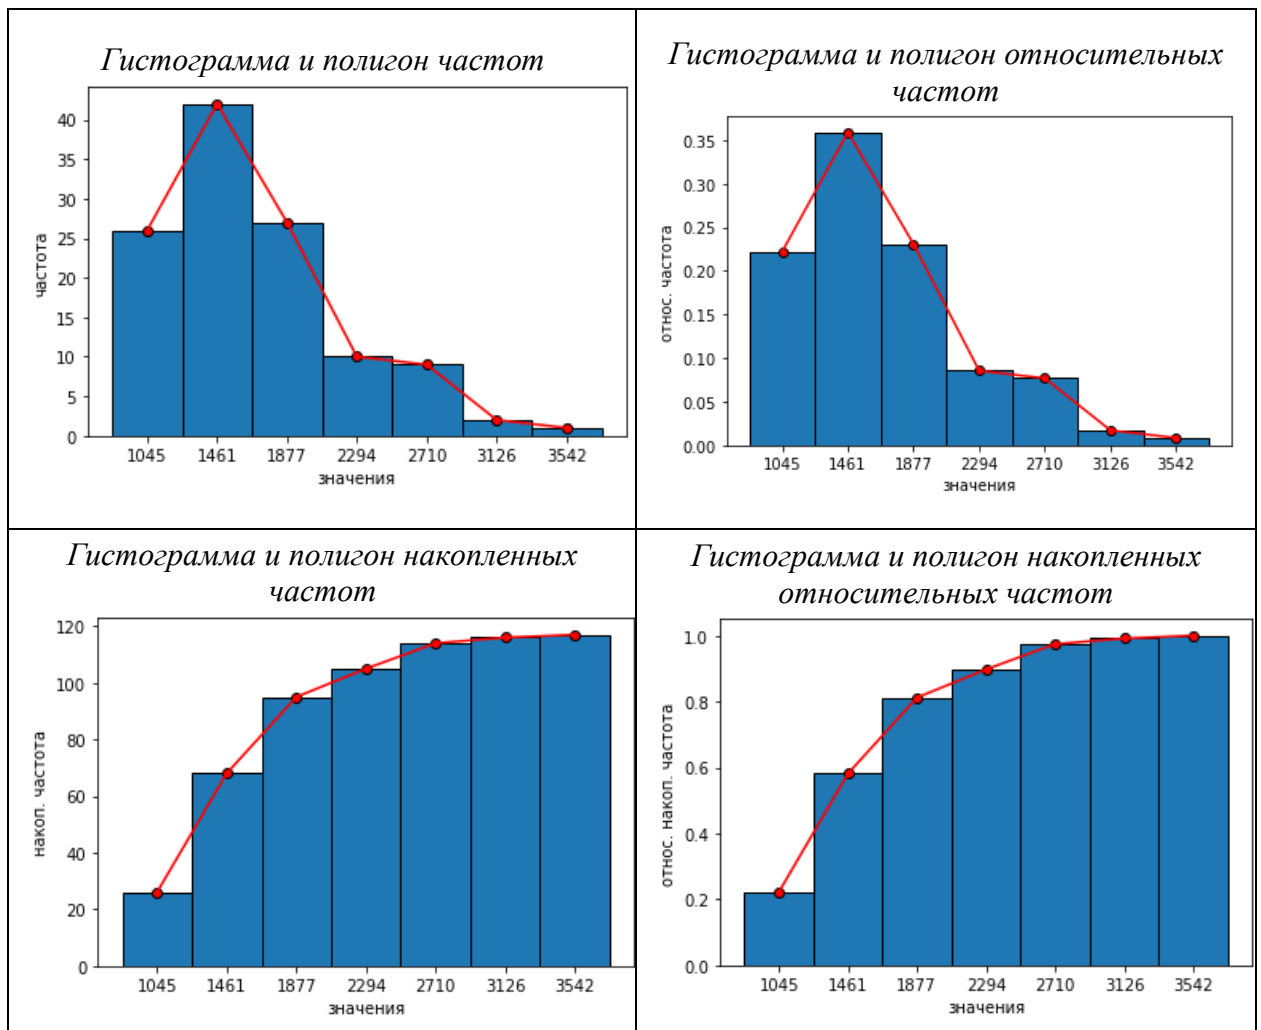 Гистограмма и полигон частот
40
35
30
25
20
15
10
5
0
частота
1045 1461 1877 2294 2710 3126 3542
значения
Гистограмма и полигон относительных
частот
0.35
0.30
0.25
0.20
0.15
0.10
0.05
0.00
относ. частота
1045 1461 1877 2294 2710 3126 3542
значения
Гистограмма и полигон накопленных
частот
120
100
80
60
40
20
0
накоп. частота
1045 1461 1877 2294 2710 3126 3542
значения
Гистограмма и полигон накопленных
относительных частот
1.0
0.8
0.6
0.4
0.2
0.0
относ. накоп. частота
1045 1461 1877 2294 2710 3126 3542
значения